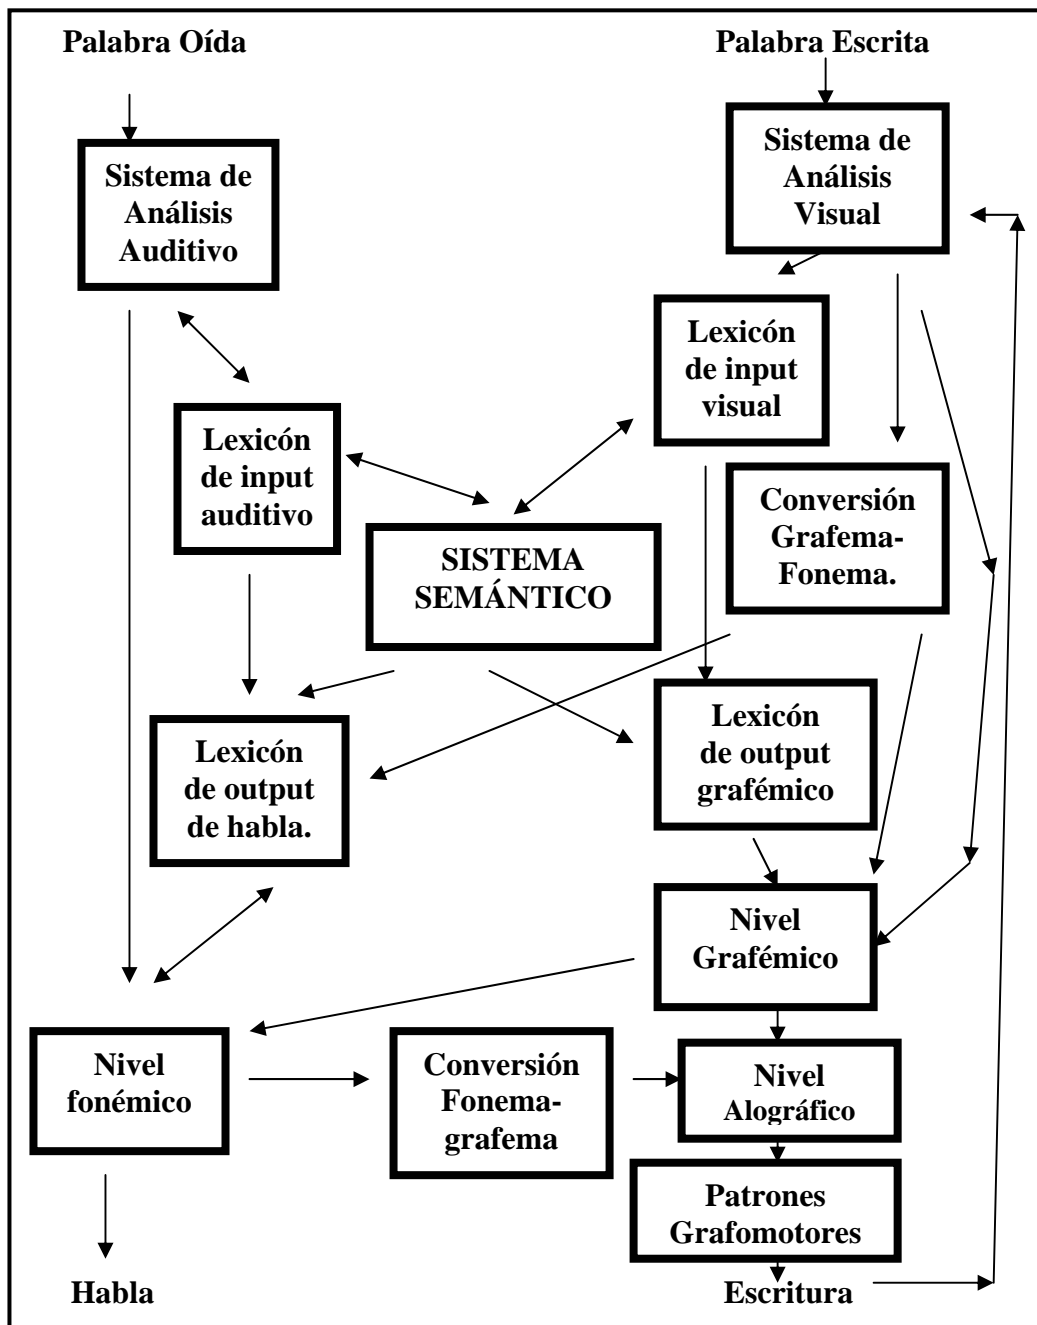 Palabra Oída
Palabra Escrita
Sistema de
Análisis
Auditivo
Sistema de
Análisis
Visual
Lexicón
de input
visual
Lexicón
de input
auditivo
Conversión
Grafema-
Fonema.
SISTEMA
SEMÁNTICO
Lexicón
de output
de habla.
Lexicón
de output
grafémico
Nivel
Grafémico
Nivel
fonémico
Conversión
Fonema-
grafema
Nivel
Alográfico
Patrones
Grafomotores
Habla
Escritura